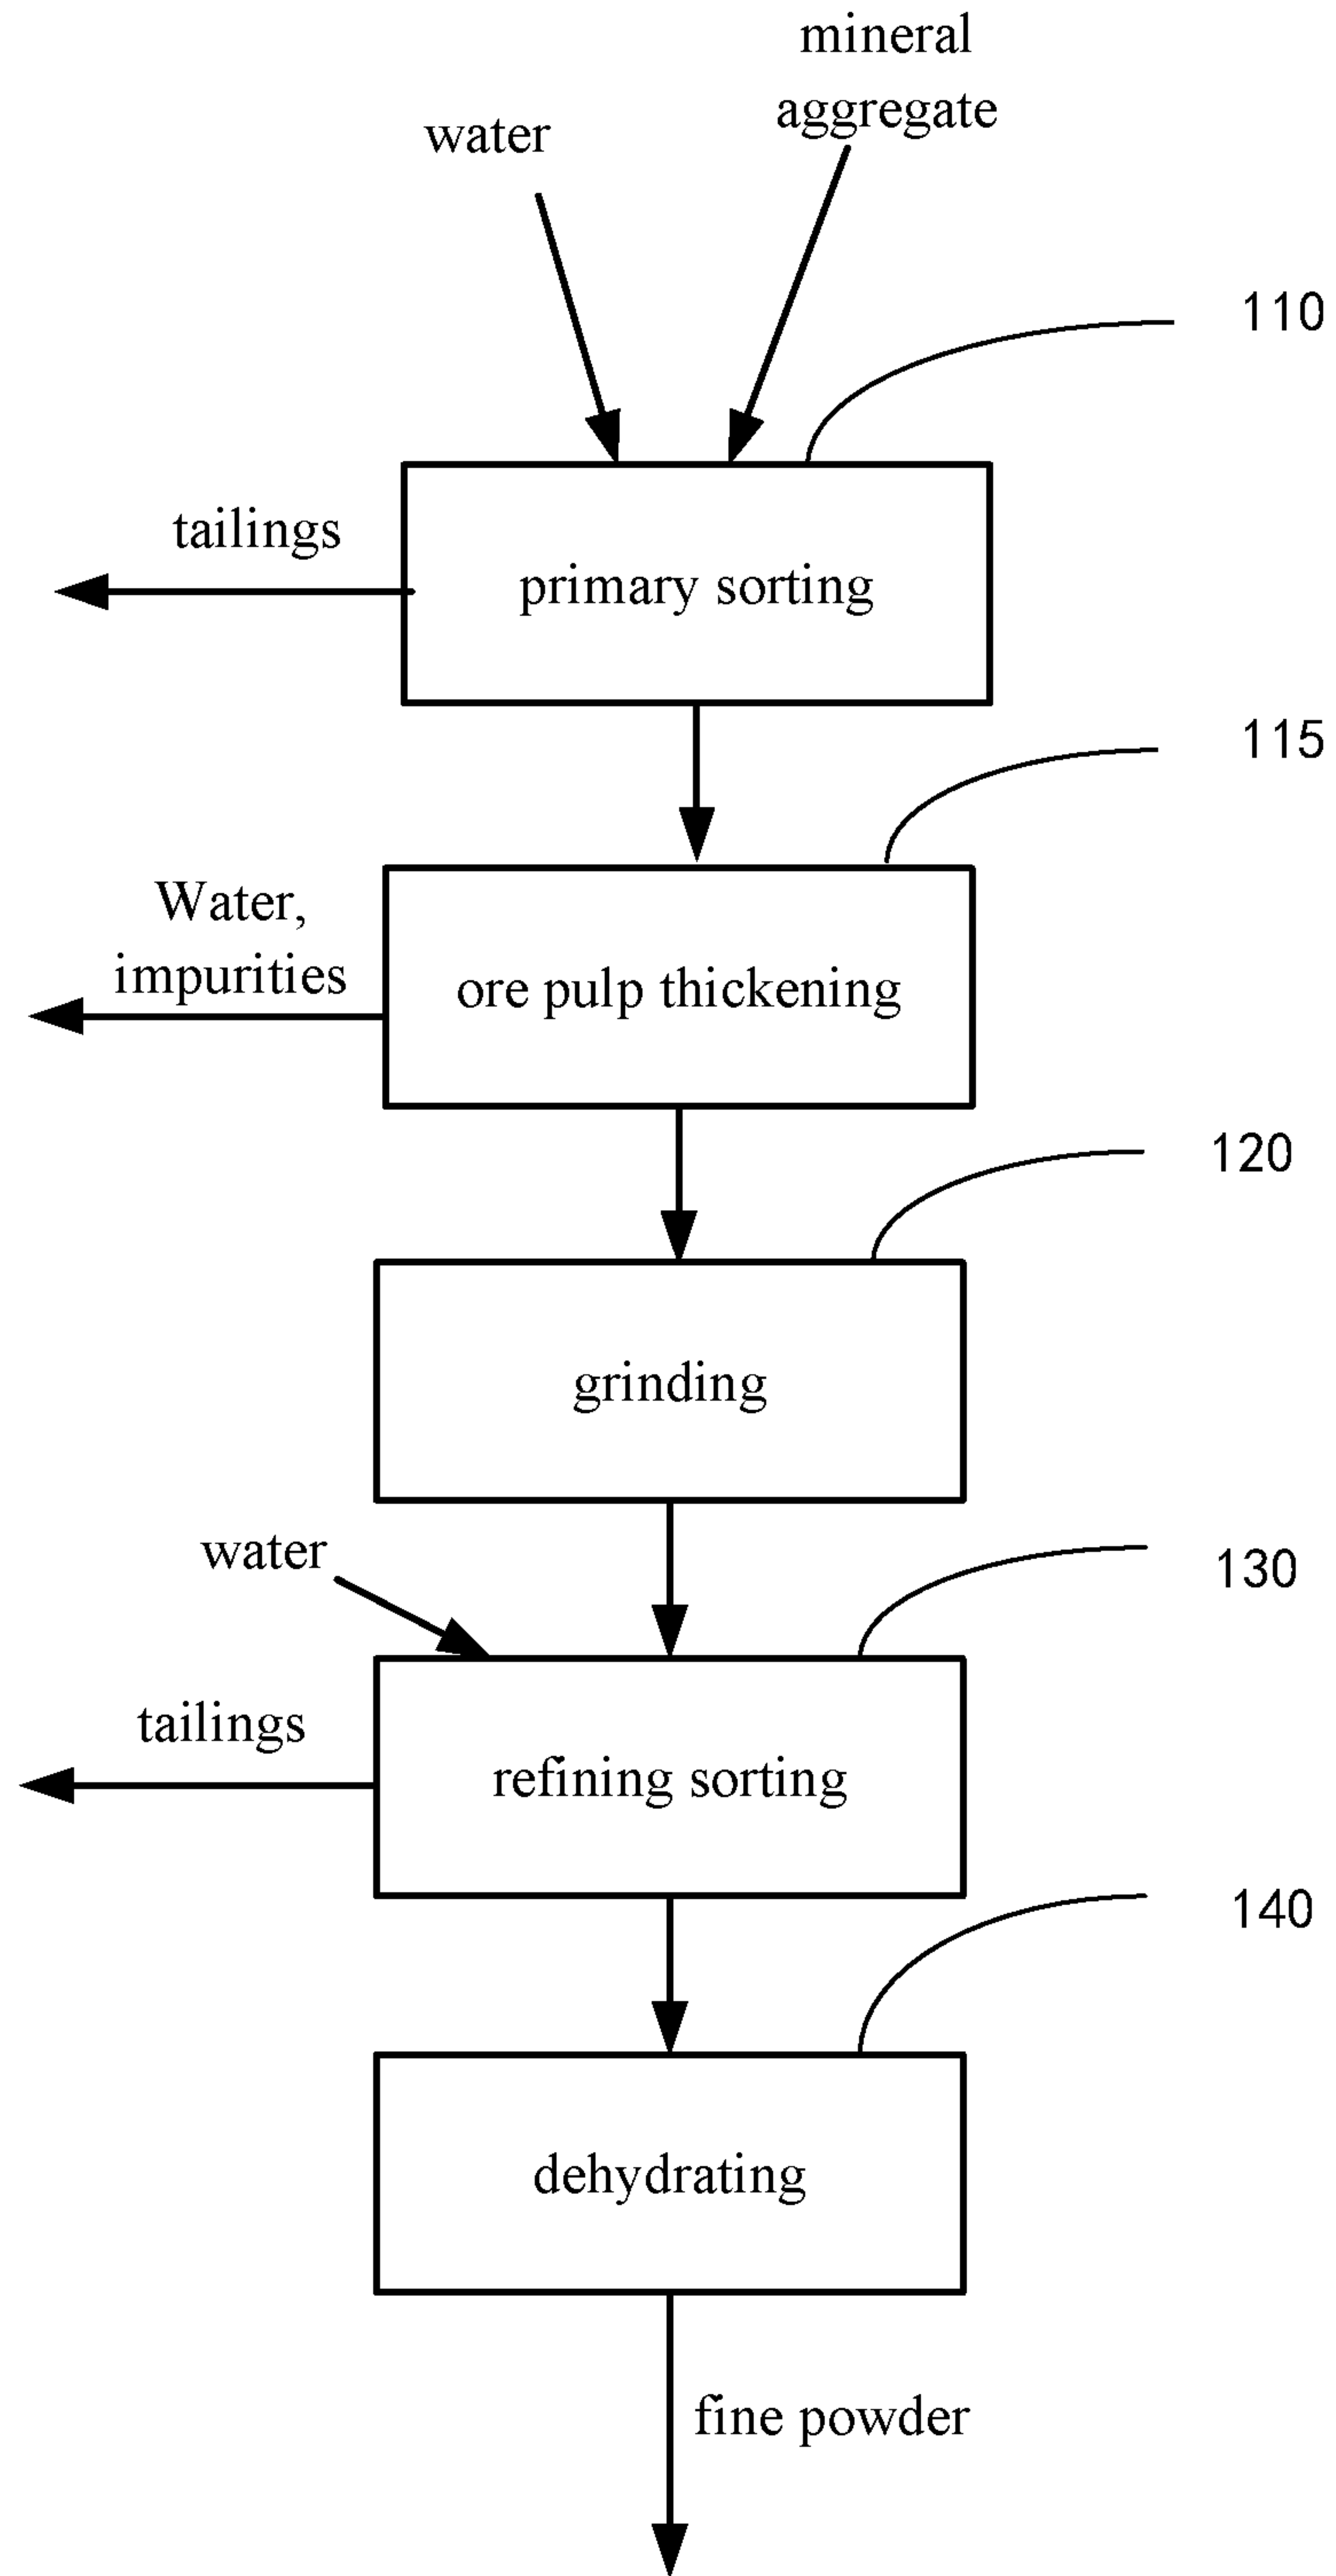 mineral
aggregate
water
110
tailings
primary sorting
115
Water,
impurities
ore pulp thickening
120
grinding
water
130
tailings
refining sorting
140
dehydrating
fine powder